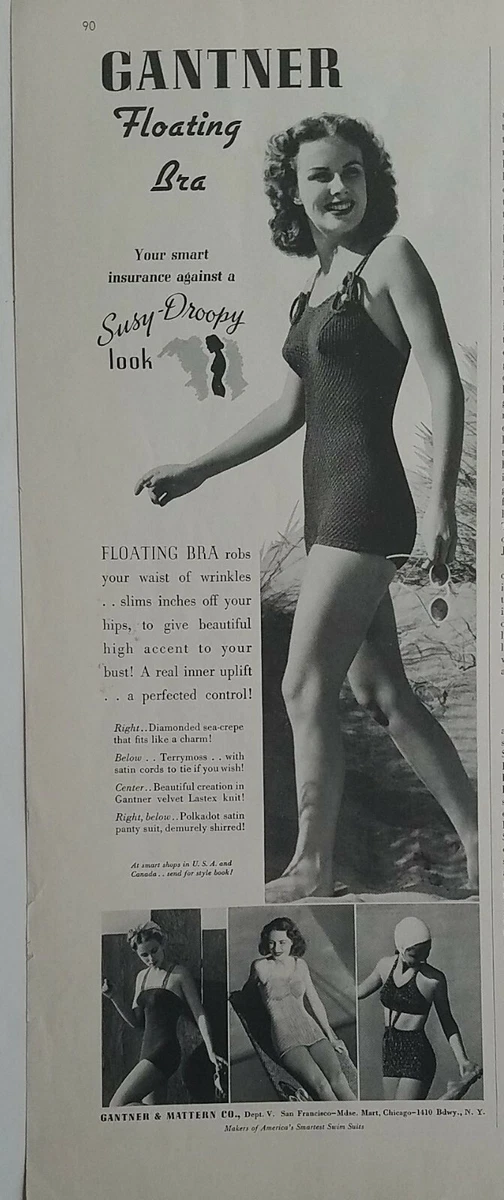 90
GANTNER
Floating
Bra
Your smart
insurance against a
Susy-Droopy
look
FLOATING BRA robs
your waist of wrinkles
. . slims inches off your
hips, to give beautiful
high accent to your
bust! A real inner uplift
. . a perfected control!
Right..Diamonded sea-crepe
that fits like a charm!
Below . . Terrymoss . . with
satin cords to tie if you wish!
Center..Beautiful creation in
Gantner velvet Lastex knit!
Right, below..Polkadot satin
panty suit, demurely shirred!
At smart shops in U. S. A. and
Canada . . send for style book!
GANTNER & MATTERN CO., Dept. V. San Francisco—Mdse. Mart, Chicago—1410 Bdwy., N. Y.
Makers of America's Smartest Swim Suits